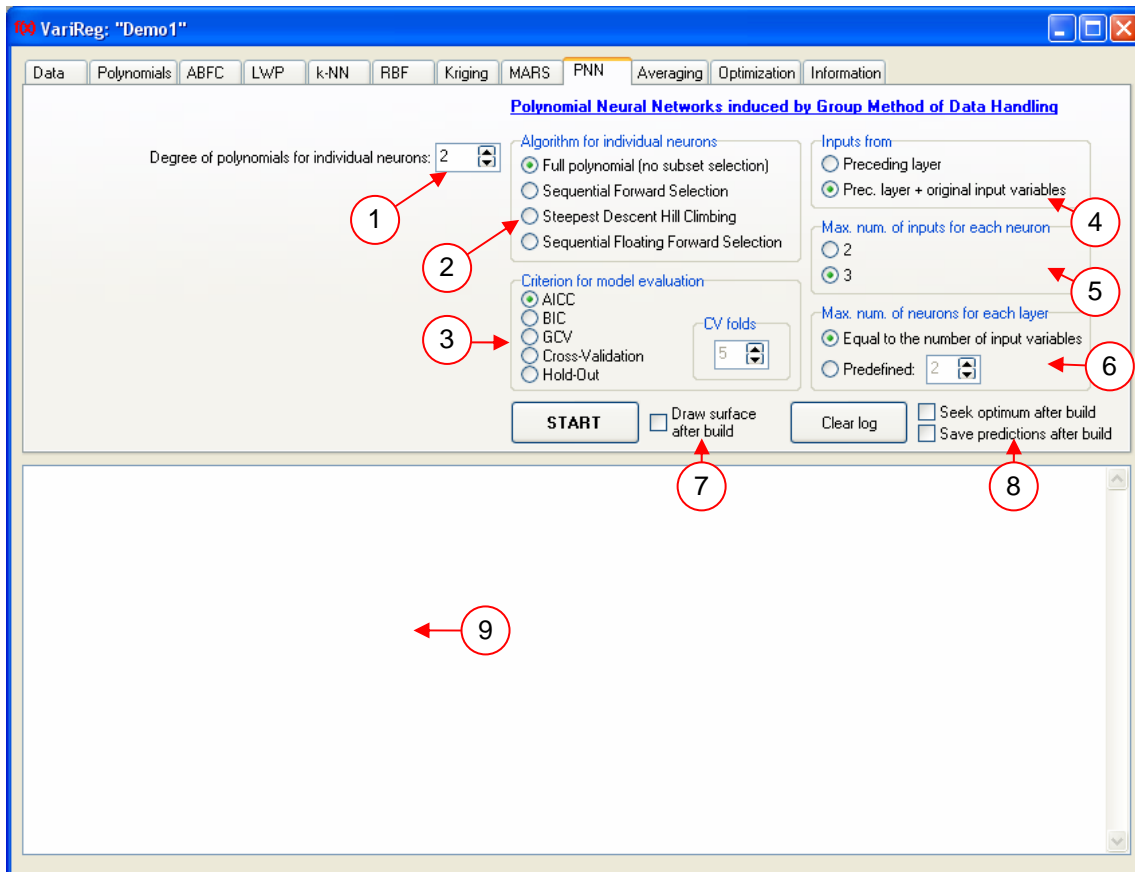 f(x) VariReg: "Demo1"
Data Polynomials ABFC LWP k-NN RBF Kriging MARS PNN Averaging Optimization Information
Polynomial Neural Networks induced by Group Method of Data Handling
Degree of polynomials for individual neurons: 2
1
Algorithm for individual neurons
Full polynomial (no subset selection)
Sequential Forward Selection
Steepest Descent Hill Climbing
Sequential Floating Forward Selection
2
Criterion for model evaluation
AICC
BIC
GCV
Cross-Validation
Hold-Out
3
CV folds
5
Inputs from
Preceding layer
Prec. layer + original input variables
4
Max. num. of inputs for each neuron
2
3
5
Max. num. of neurons for each layer
Equal to the number of input variables
Predefined: 2
6
START
Draw surface
after build
7
Clear log
Seek optimum after build
Save predictions after build
8
9